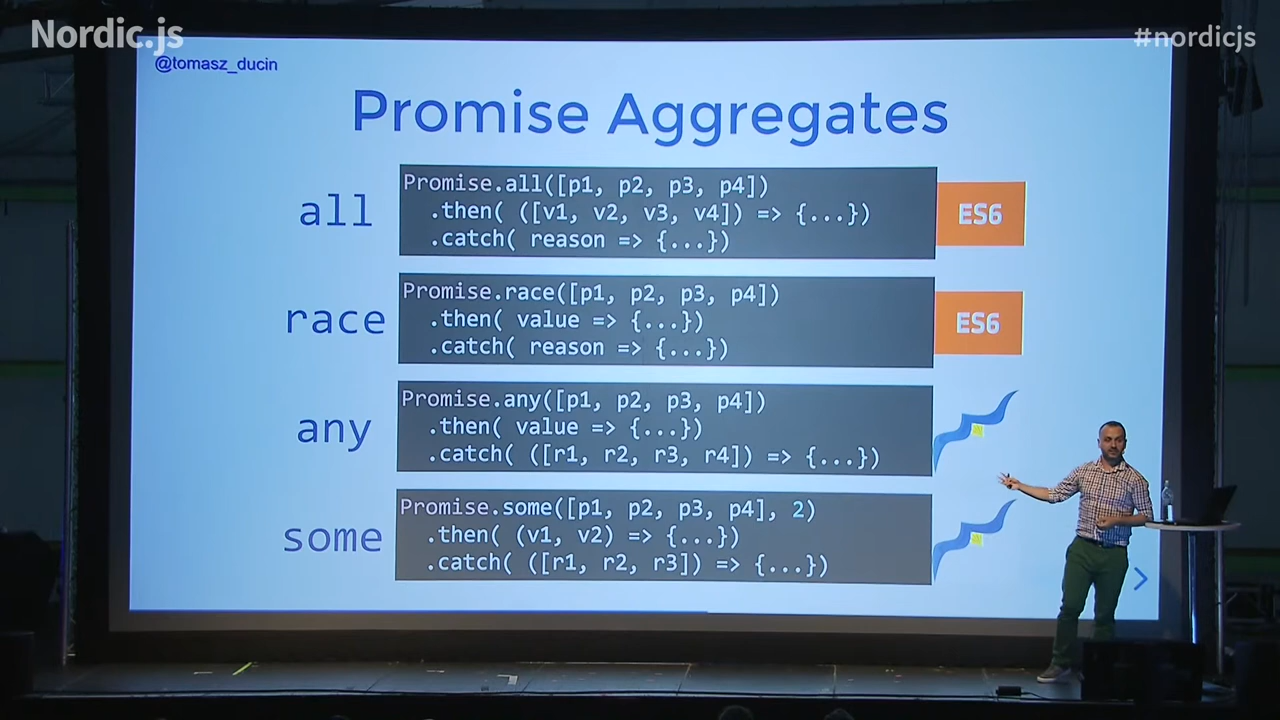 Nordic.js
#nordicjs
@tomasz_ducin
Promise Aggregates
all
Promise.all([p1, p2, p3, p4])
.then( ([v1, v2, v3, v4]) => {...})
.catch( reason => {...})
ES6
race
Promise.race([p1, p2, p3, p4])
.then( value => {...})
.catch( reason => {...})
ES6
any
Promise.any([p1, p2, p3, p4])
.then( value => {...})
.catch( ([r1, r2, r3, r4]) => {...})
some
Promise.some([p1, p2, p3, p4], 2)
.then( (v1, v2) => {...})
.catch( ([r1, r2, r3]) => {...})